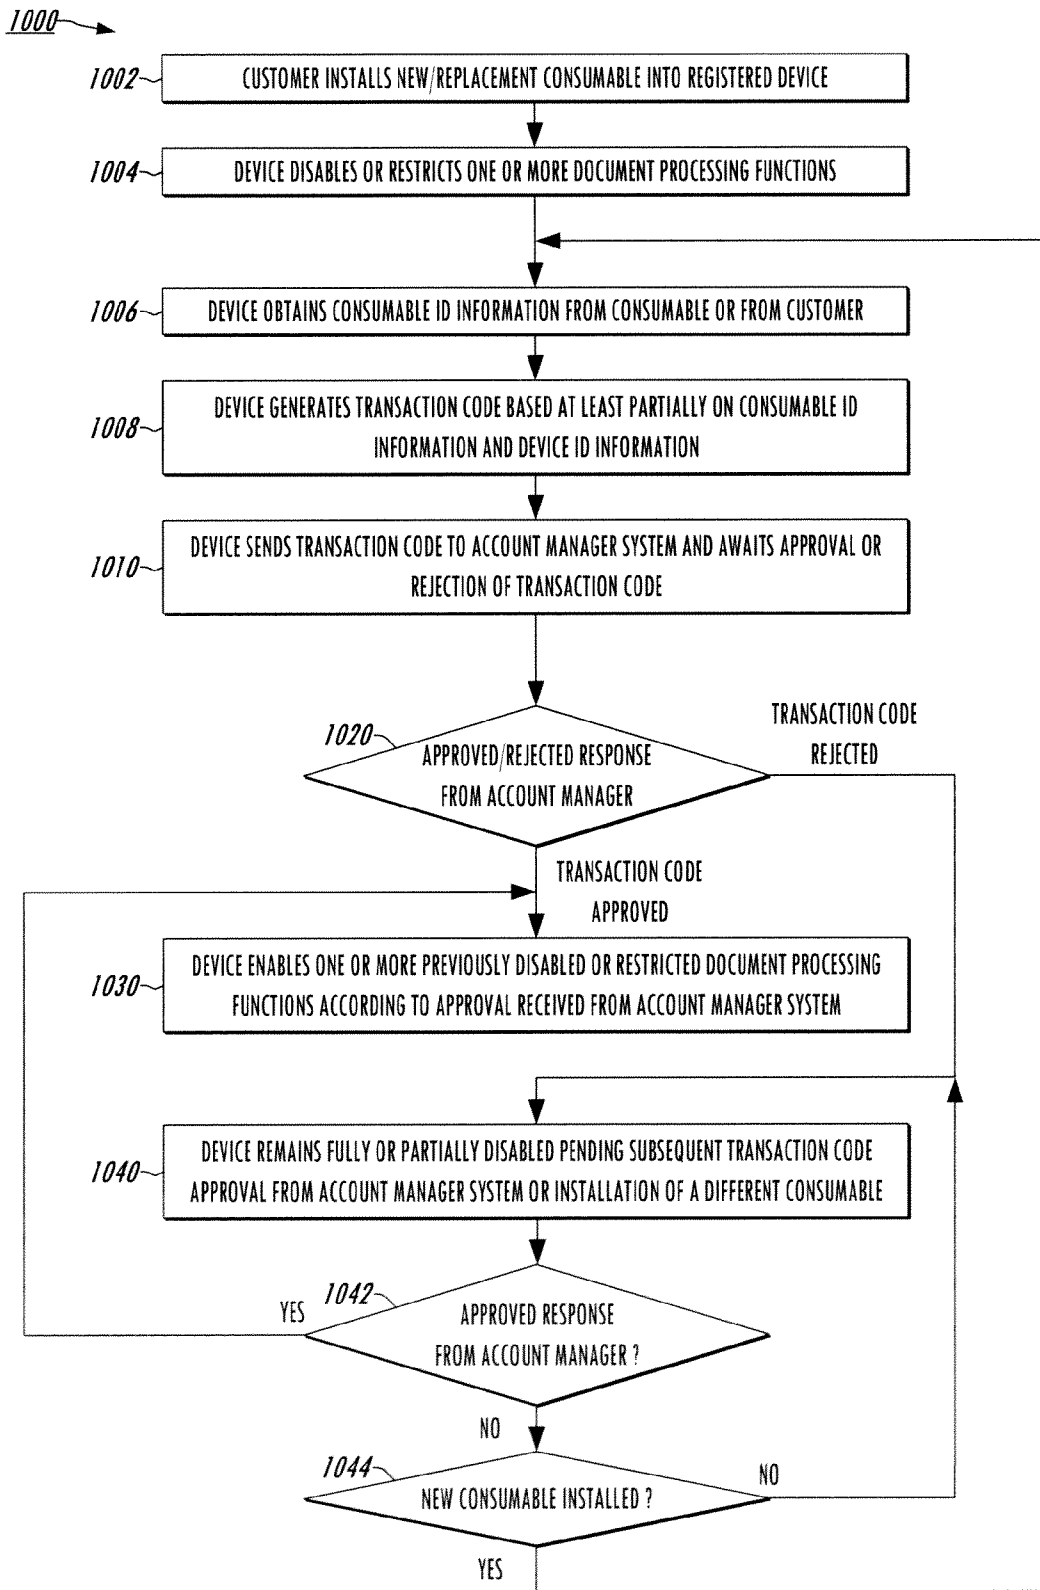 1000
1002
CUSTOMER INSTALLS NEW/REPLACEMENT CONSUMABLE INTO REGISTERED DEVICE
1004
DEVICE DISABLES OR RESTRICTS ONE OR MORE DOCUMENT PROCESSING FUNCTIONS
1006
DEVICE OBTAINS CONSUMABLE ID INFORMATION FROM CONSUMABLE OR FROM CUSTOMER
1008
DEVICE GENERATES TRANSACTION CODE BASED AT LEAST PARTIALLY ON CONSUMABLE ID
INFORMATION AND DEVICE ID INFORMATION
1010
DEVICE SENDS TRANSACTION CODE TO ACCOUNT MANAGER SYSTEM AND AWAITS APPROVAL OR
REJECTION OF TRANSACTION CODE
1020
APPROVED/REJECTED RESPONSE
FROM ACCOUNT MANAGER
TRANSACTION CODE
REJECTED
TRANSACTION CODE
APPROVED
1030
DEVICE ENABLES ONE OR MORE PREVIOUSLY DISABLED OR RESTRICTED DOCUMENT PROCESSING
FUNCTIONS ACCORDING TO APPROVAL RECEIVED FROM ACCOUNT MANAGER SYSTEM
1040
DEVICE REMAINS FULLY OR PARTIALLY DISABLED PENDING SUBSEQUENT TRANSACTION CODE
APPROVAL FROM ACCOUNT MANAGER SYSTEM OR INSTALLATION OF A DIFFERENT CONSUMABLE
YES
1042
APPROVED RESPONSE
FROM ACCOUNT MANAGER ?
NO
1044
NEW CONSUMABLE INSTALLED ?
NO
YES